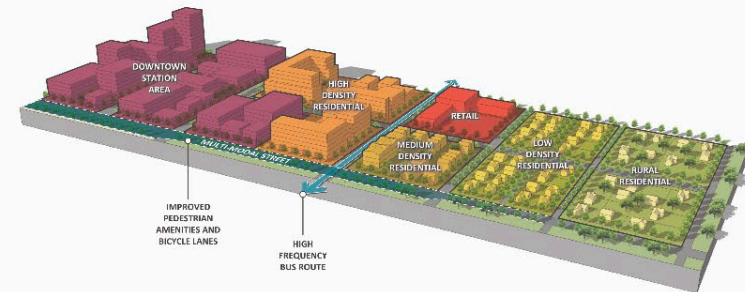 DOWNTOWN
STATION
AREA
HIGH
DENSITY
RESIDENTIAL
RETAIL
MULTI-MODAL STREET
MEDIUM
DENSITY
RESIDENTIAL
LOW
DENSITY
RESIDENTIAL
RURAL
RESIDENTIAL
IMPROVED
PEDESTRIAN
AMENITIES AND
BICYCLE LANES
HIGH
FREQUENCY
BUS ROUTE